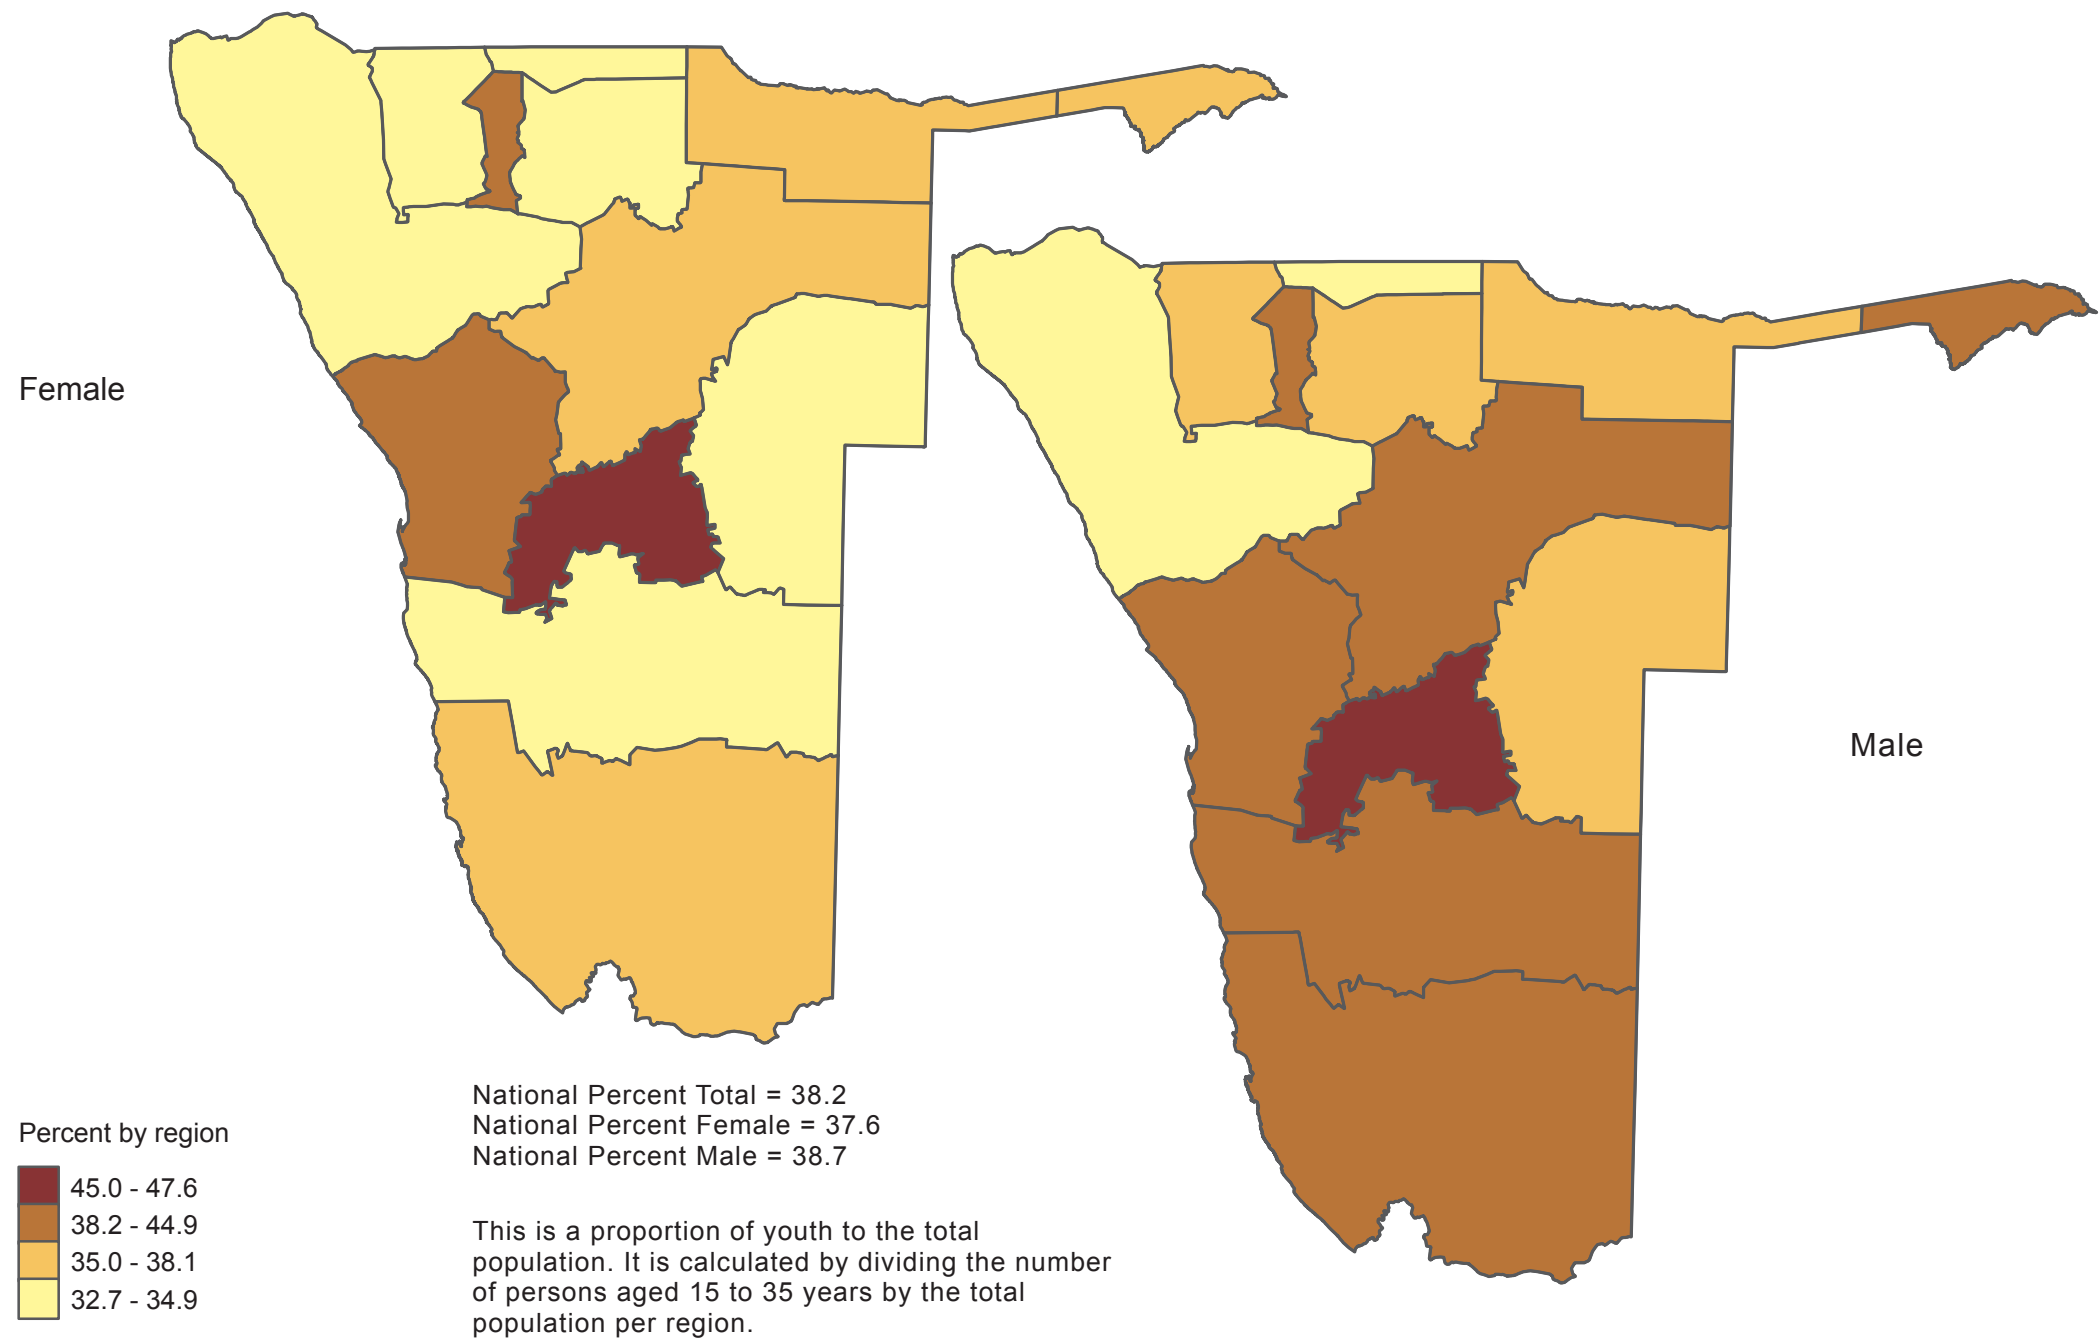 Female
Male
National Percent Total = 38.2
National Percent Female = 37.6
National Percent Male = 38.7
Percent by region
45.0 - 47.6
38.2 - 44.9
35.0 - 38.1
32.7 - 34.9
This is a proportion of youth to the total
population. It is calculated by dividing the number
of persons aged 15 to 35 years by the total
population per region.